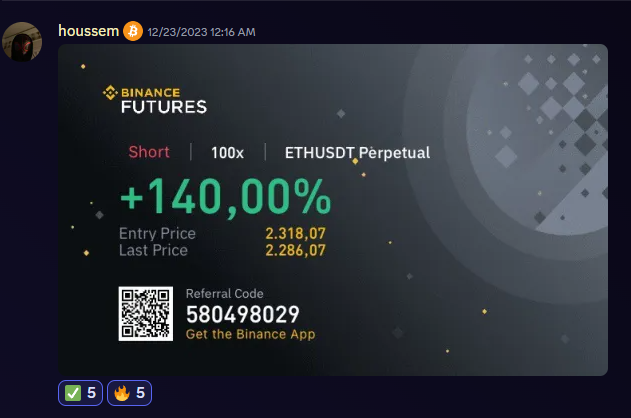 houssem 12/23/2023 12:16 AM
BINANCE
FUTURES
Short | 100x | ETHUSDT Perpetual
+140,00%
Entry Price 2.318,07
Last Price 2.286,07
Referral Code
580498029
Get the Binance App
5 5